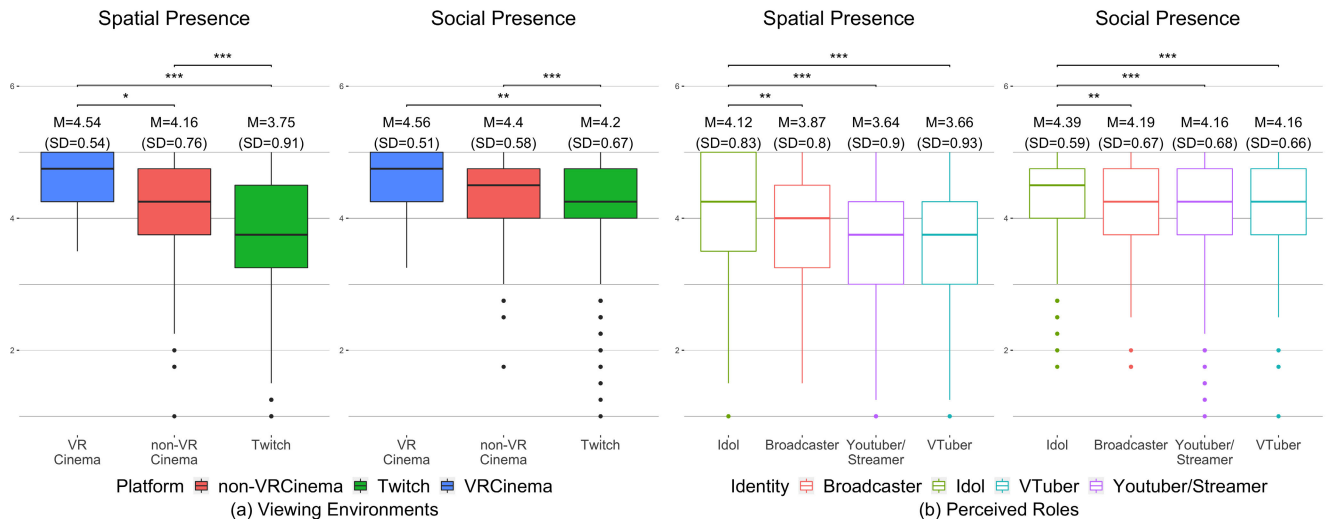 Spatial Presence
Social Presence
Spatial Presence
Social Presence
***
***
*
***
**
***
***
**
***
***
**
6
6
M=4.54 M=4.16 M=3.75
(SD=0.54) (SD=0.76) (SD=0.91)
M=4.56 M=4.4 M=4.2
(SD=0.51) (SD=0.58) (SD=0.67)
M=4.12 M=3.87 M=3.64 M=3.66
(SD=0.83) (SD=0.8) (SD=0.9) (SD=0.93)
M=4.39 M=4.19 M=4.16 M=4.16
(SD=0.59) (SD=0.67) (SD=0.68) (SD=0.66)
4
4
2
2
VR
Cinema
non-VR
Cinema
Twitch
VR
Cinema
non-VR
Cinema
Twitch
Idol
Broadcaster
Youtuber/
Streamer
VTuber
Idol
Broadcaster
Youtuber/
Streamer
VTuber
Platform non-VRCinema Twitch VRCinema
Identity Broadcaster Idol VTuber Youtuber/Streamer
(a) Viewing Environments
(b) Perceived Roles